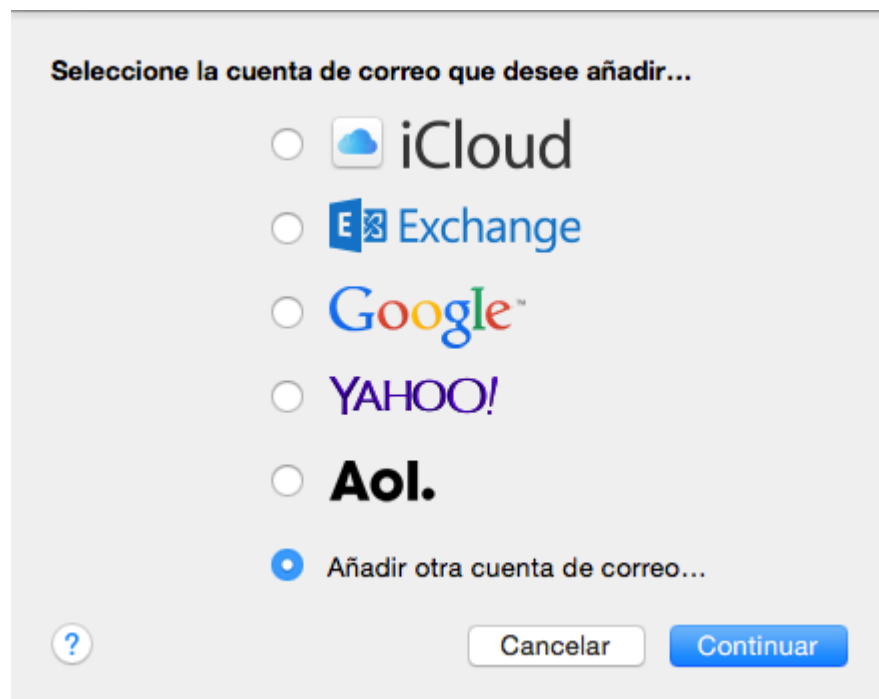 Seleccione la cuenta de correo que desee añadir...
iCloud
E Exchange
Google™
YAHOO!
Aol.
Añadir otra cuenta de correo...
? Cancelar Continuar